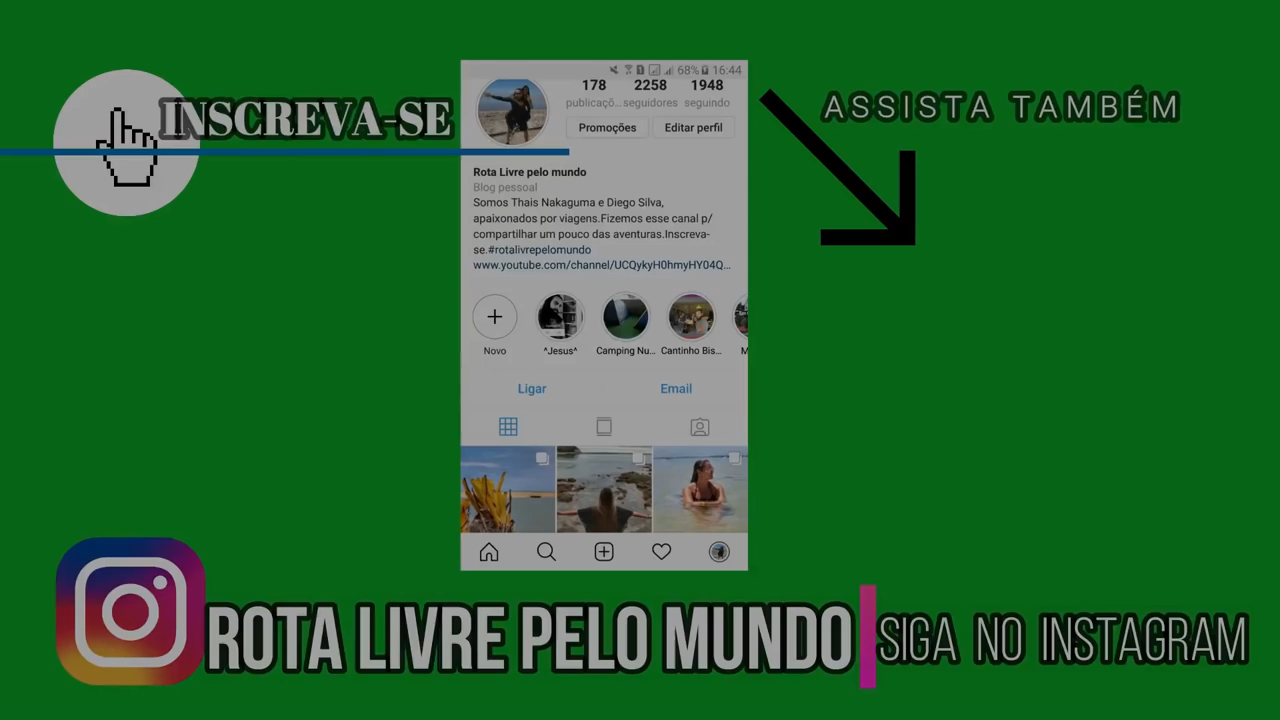 INSCREVA-SE
ASSISTA TAMBÉM
68% 16:44
178 2258 1948
publicaçõ... seguidores seguindo
Promoções Editar perfil
Rota Livre pelo mundo
Blog pessoal
Somos Thais Nakaguma e Diego Silva,
apaixonados por viagens.Fizemos esse canal p/
compartilhar um pouco das aventuras.Inscreva-
se.#rotalivrepelomundo
www.youtube.com/channel/UCQykyH0hmyHY04Q...
Novo ^Jesus^ Camping Nu... Cantinho Bis... M
Ligar Email
ROTA LIVRE PELO MUNDO
SIGA NO INSTAGRAM